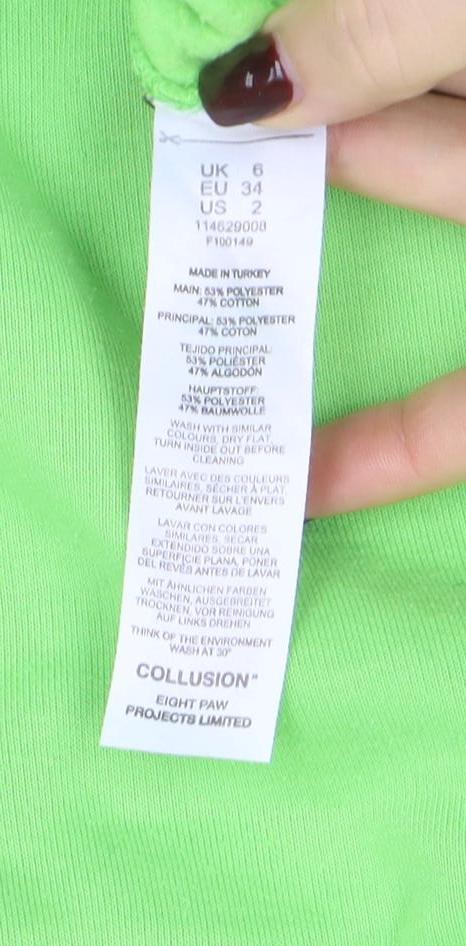 UK 6
EU 34
US 2
114629000
F100149
MADE IN TURKEY
MAIN: 53% POLYESTER
47% COTTON
PRINCIPAL: 53% POLYESTER
47% COTON
TEJIDO PRINCIPAL:
53% POLIÉSTER
47% ALGODÓN
HAUPTSTOFF:
53% POLYESTER
47% BAUMWOLLE
WASH WITH SIMILAR
COLOURS, DRY FLAT,
TURN INSIDE OUT BEFORE
CLEANING
LAVER AVEC DES COULEURS
SIMILAIRES, SÉCHER À PLAT,
RETOURNER SUR L'ENVERS
AVANT LAVAGE
LAVAR CON COLORES
SIMILARES, SECAR
EXTENDIDO SOBRE UNA
SUPERFICIE PLANA, PONER
DEL REVÉS ANTES DE LAVAR
MIT ÄHNLICHEN FARBEN
WASCHEN, AUSGEBREITET
TROCKNEN, VOR REINIGUNG
AUF LINKS DREHEN
THINK OF THE ENVIRONMENT
WASH AT 30°
COLLUSION"
EIGHT PAW
PROJECTS LIMITED